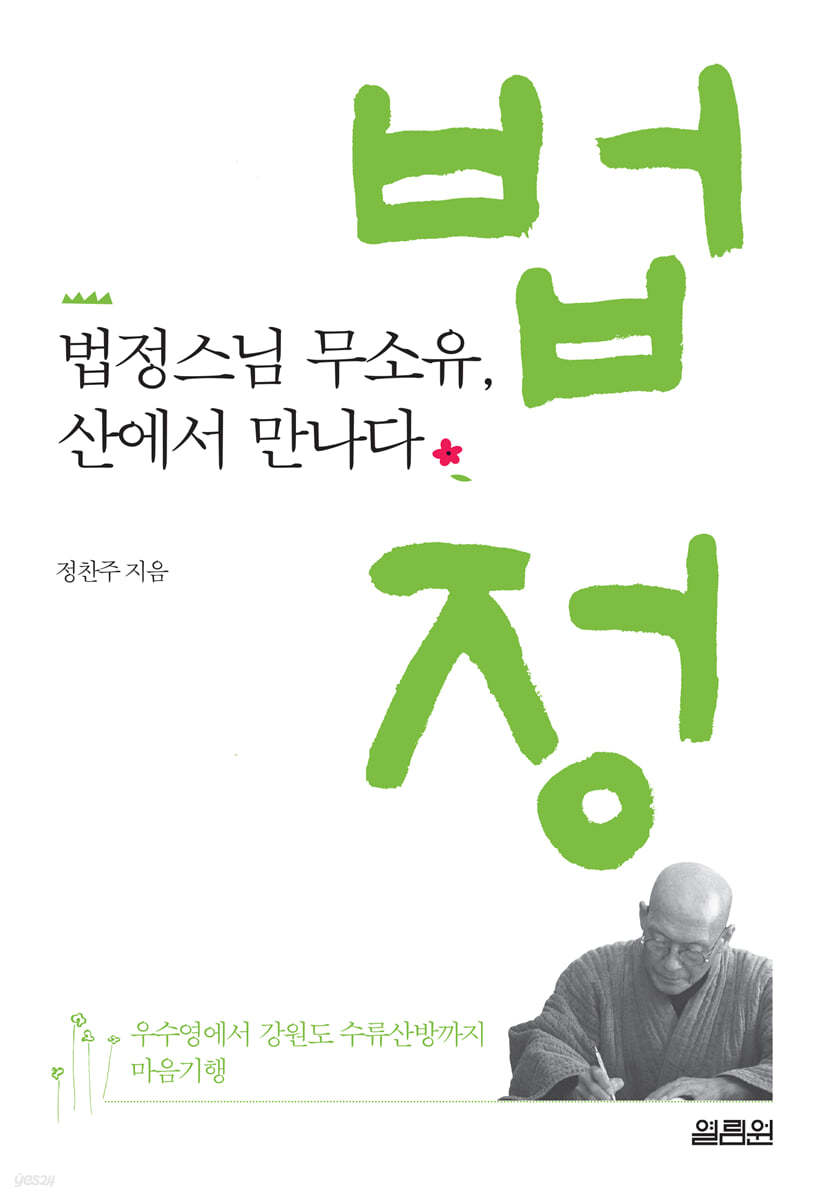 법
정
법정스님 무소유,
산에서 만나다
정찬주 지음
우수영에서 강원도 수류산방까지
마음기행
열림원
yes24